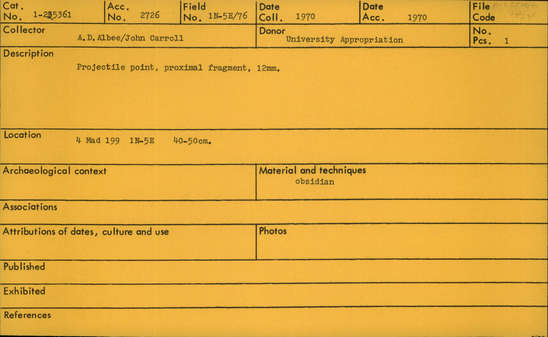 Cat. No. 1-225361 Acc. No. 2726 Field No. 1N-5E/76 Date Coll. 1970 Date Acc. 1970 File Code
Collector A.D.Albee/John Carroll Donor University Appropriation No. Pcs. 1
Description
Projectile point, proximal fragment, 12mm.
Location 4 Mad 199 1N-5E 40-50cm.
Archaeological context Material and techniques
obsidian
Associations
Attributions of dates, culture and use Photos
Published
Exhibited
References